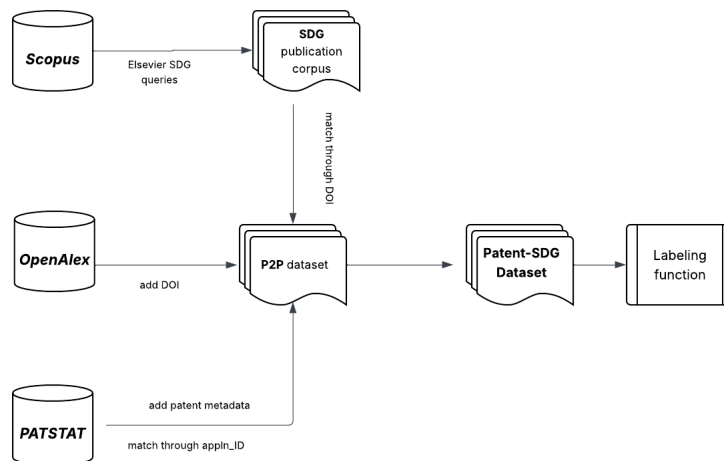 Scopus
Elsevier SDG
queries
SDG
publication
corpus
match through DOI
OpenAlex
add DOI
P2P dataset
Patent-SDG
Dataset
Labeling
function
PATSTAT
add patent metadata
match through appln_ID